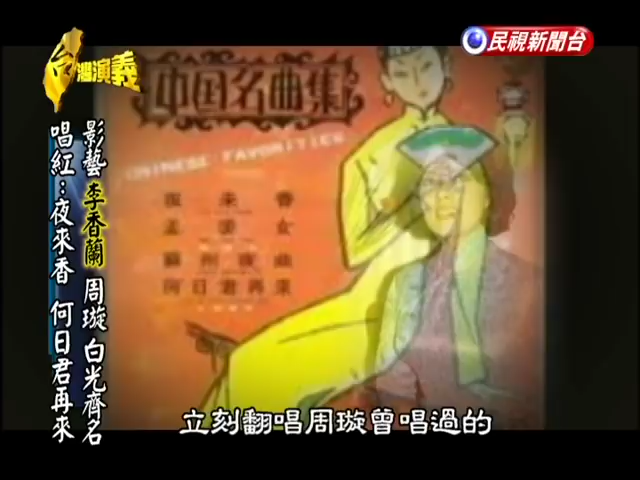 台灣演義
民視新聞台
影藝 李香蘭 周璇 白光齊名
唱紅:夜來香 何日君再來
中国名曲集
CHINESE FAVORITIES
夜來香
孟姜女
蘇州夜曲
何日君再來
立刻翻唱周璇曾唱過的